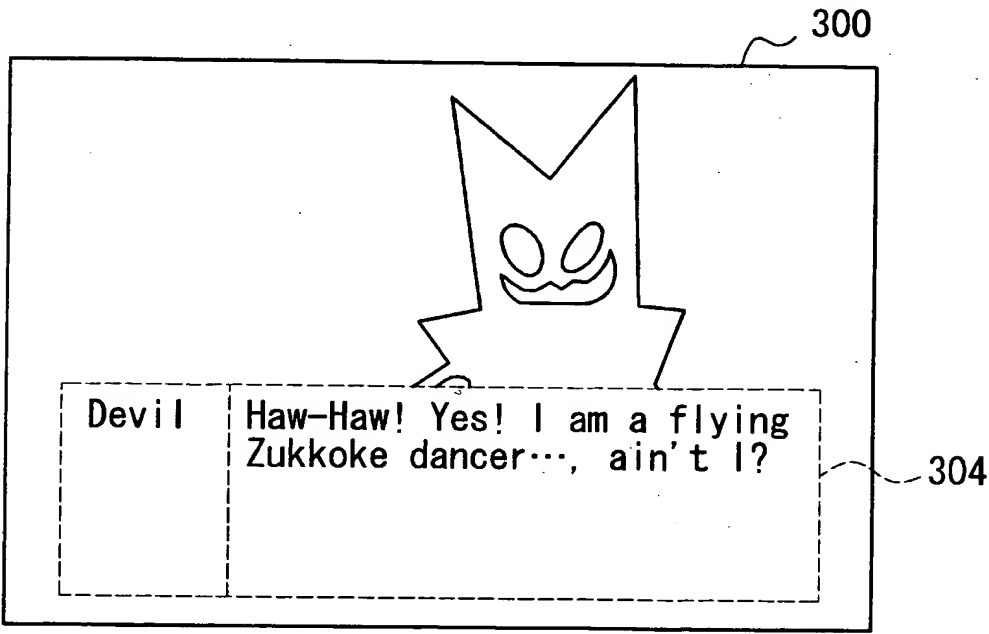 300
Devil
Haw-Haw! Yes! I am a flying
Zukkoke dancer…, ain't I?
304